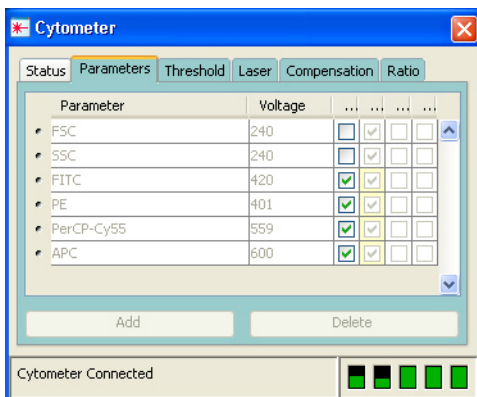 Cytometer
Status Parameters Threshold Laser Compensation Ratio
Parameter Voltage ... ... ... ...
FSC 240
SSC 240
FITC 420
PE 401
PerCP-Cy55 559
APC 600
Add Delete
Cytometer Connected